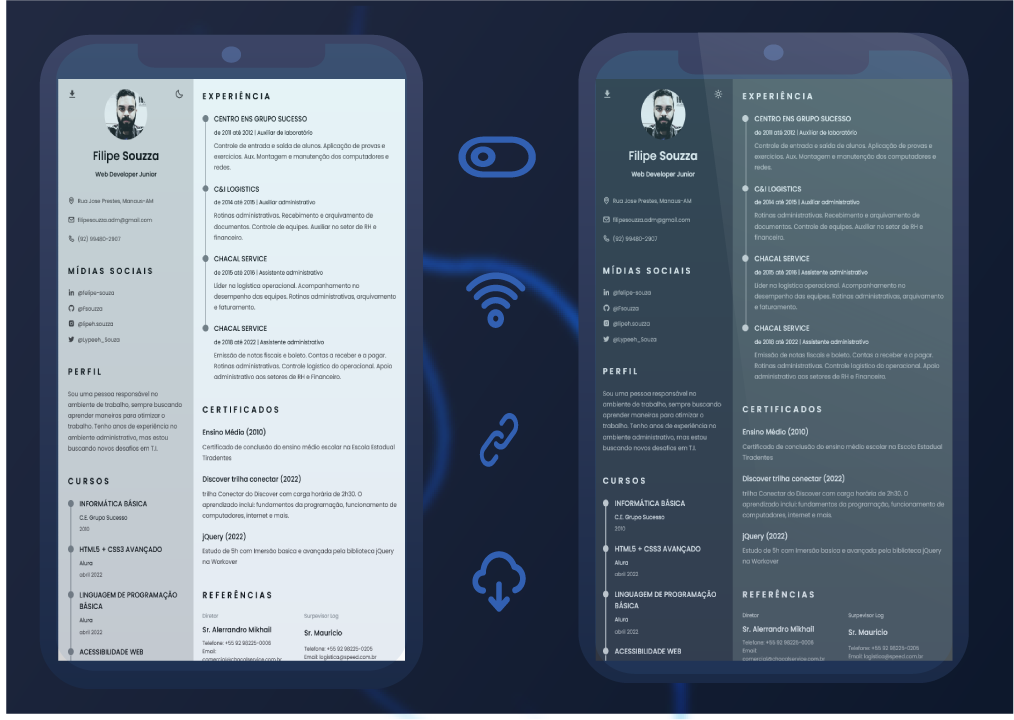 Filipe Souzza
Web Developer Junior
Rua Jose Prestes, Manaus-AM
filipesouzza.adm@gmail.com
(92) 99480-2907
MÍDIAS SOCIAIS
@felipe-souza
@Fsouzza
@lipeh.souzza
@Lypeeh_Souza
PERFIL
Sou uma pessoa responsável no
ambiente de trabalho, sempre buscando
aprender maneiras para otimizar o
trabalho. Tenho anos de experiência no
ambiente administrativo, mas estou
buscando novos desafios em T.I.
CURSOS
INFORMÁTICA BÁSICA
C.E. Grupo Sucesso
2010
HTML5 + CSS3 AVANÇADO
Alura
abril 2022
LINGUAGEM DE PROGRAMAÇÃO
BÁSICA
Alura
abril 2022
ACESSIBILIDADE WEB
EXPERIÊNCIA
CENTRO ENS GRUPO SUCESSO
de 2011 até 2012 | Auxiliar de laboratório
Controle de entrada e saída de alunos. Aplicação de provas e
exercícios. Aux. Montagem e manutenção dos computadores e
redes.
C&I LOGISTICS
de 2014 até 2015 | Auxiliar administrativo
Rotinas administrativas. Recebimento e arquivamento de
documentos. Controle de equipes. Auxiliar no setor de RH e
financeiro.
CHACAL SERVICE
de 2015 até 2016 | Assistente administrativo
Líder na logística operacional. Acompanhamento no
desempenho das equipes. Rotinas administrativas, arquivamento
e faturamento.
CHACAL SERVICE
de 2018 até 2022 | Assistente administrativo
Emissão de notas fiscais e boleto. Contas a receber e a pagar.
Rotinas administrativas. Controle logístico do operacional. Apoio
administrativo aos setores de RH e Financeiro.
CERTIFICADOS
Ensino Médio (2010)
Certificado de conclusão do ensino médio escolar na Escola Estadual
Tiradentes
Discover trilha conectar (2022)
trilha Conectar do Discover com carga horária de 2h30. O
aprendizado inclui: fundamentos da programação, funcionamento de
computadores, internet e mais.
jQuery (2022)
Estudo de 5h com Imersão basica e avançada pela biblioteca jQuery
na Workover
REFERÊNCIAS
Diretor
Sr. Alerrandro Mikhail
Telefone: +55 92 98225-0006
Email:
comercial@chacalservice.com.br
Surpevisor Log
Sr. Mauricio
Telefone: +55 92 98225-0205
Email: logistica@speed.com.br
Filipe Souzza
Web Developer Junior
Rua Jose Prestes, Manaus-AM
filipesouzza.adm@gmail.com
(92) 99480-2907
MÍDIAS SOCIAIS
@felipe-souza
@Fsouzza
@lipeh.souzza
@Lypeeh_Souza
PERFIL
Sou uma pessoa responsável no
ambiente de trabalho, sempre buscando
aprender maneiras para otimizar o
trabalho. Tenho anos de experiência no
ambiente administrativo, mas estou
buscando novos desafios em T.I.
CURSOS
INFORMÁTICA BÁSICA
C.E. Grupo Sucesso
2010
HTML5 + CSS3 AVANÇADO
Alura
abril 2022
LINGUAGEM DE PROGRAMAÇÃO
BÁSICA
Alura
abril 2022
ACESSIBILIDADE WEB
EXPERIÊNCIA
CENTRO ENS GRUPO SUCESSO
de 2011 até 2012 | Auxiliar de laboratório
Controle de entrada e saída de alunos. Aplicação de provas e
exercícios. Aux. Montagem e manutenção dos computadores e
redes.
C&I LOGISTICS
de 2014 até 2015 | Auxiliar administrativo
Rotinas administrativas. Recebimento e arquivamento de
documentos. Controle de equipes. Auxiliar no setor de RH e
financeiro.
CHACAL SERVICE
de 2015 até 2016 | Assistente administrativo
Líder na logística operacional. Acompanhamento no
desempenho das equipes. Rotinas administrativas, arquivamento
e faturamento.
CHACAL SERVICE
de 2018 até 2022 | Assistente administrativo
Emissão de notas fiscais e boleto. Contas a receber e a pagar.
Rotinas administrativas. Controle logístico do operacional. Apoio
administrativo aos setores de RH e Financeiro.
CERTIFICADOS
Ensino Médio (2010)
Certificado de conclusão do ensino médio escolar na Escola Estadual
Tiradentes
Discover trilha conectar (2022)
trilha Conectar do Discover com carga horária de 2h30. O
aprendizado inclui: fundamentos da programação, funcionamento de
computadores, internet e mais.
jQuery (2022)
Estudo de 5h com Imersão basica e avançada pela biblioteca jQuery
na Workover
REFERÊNCIAS
Diretor
Sr. Alerrandro Mikhail
Telefone: +55 92 98225-0006
Email:
comercial@chacalservice.com.br
Surpevisor Log
Sr. Mauricio
Telefone: +55 92 98225-0205
Email: logistica@speed.com.br